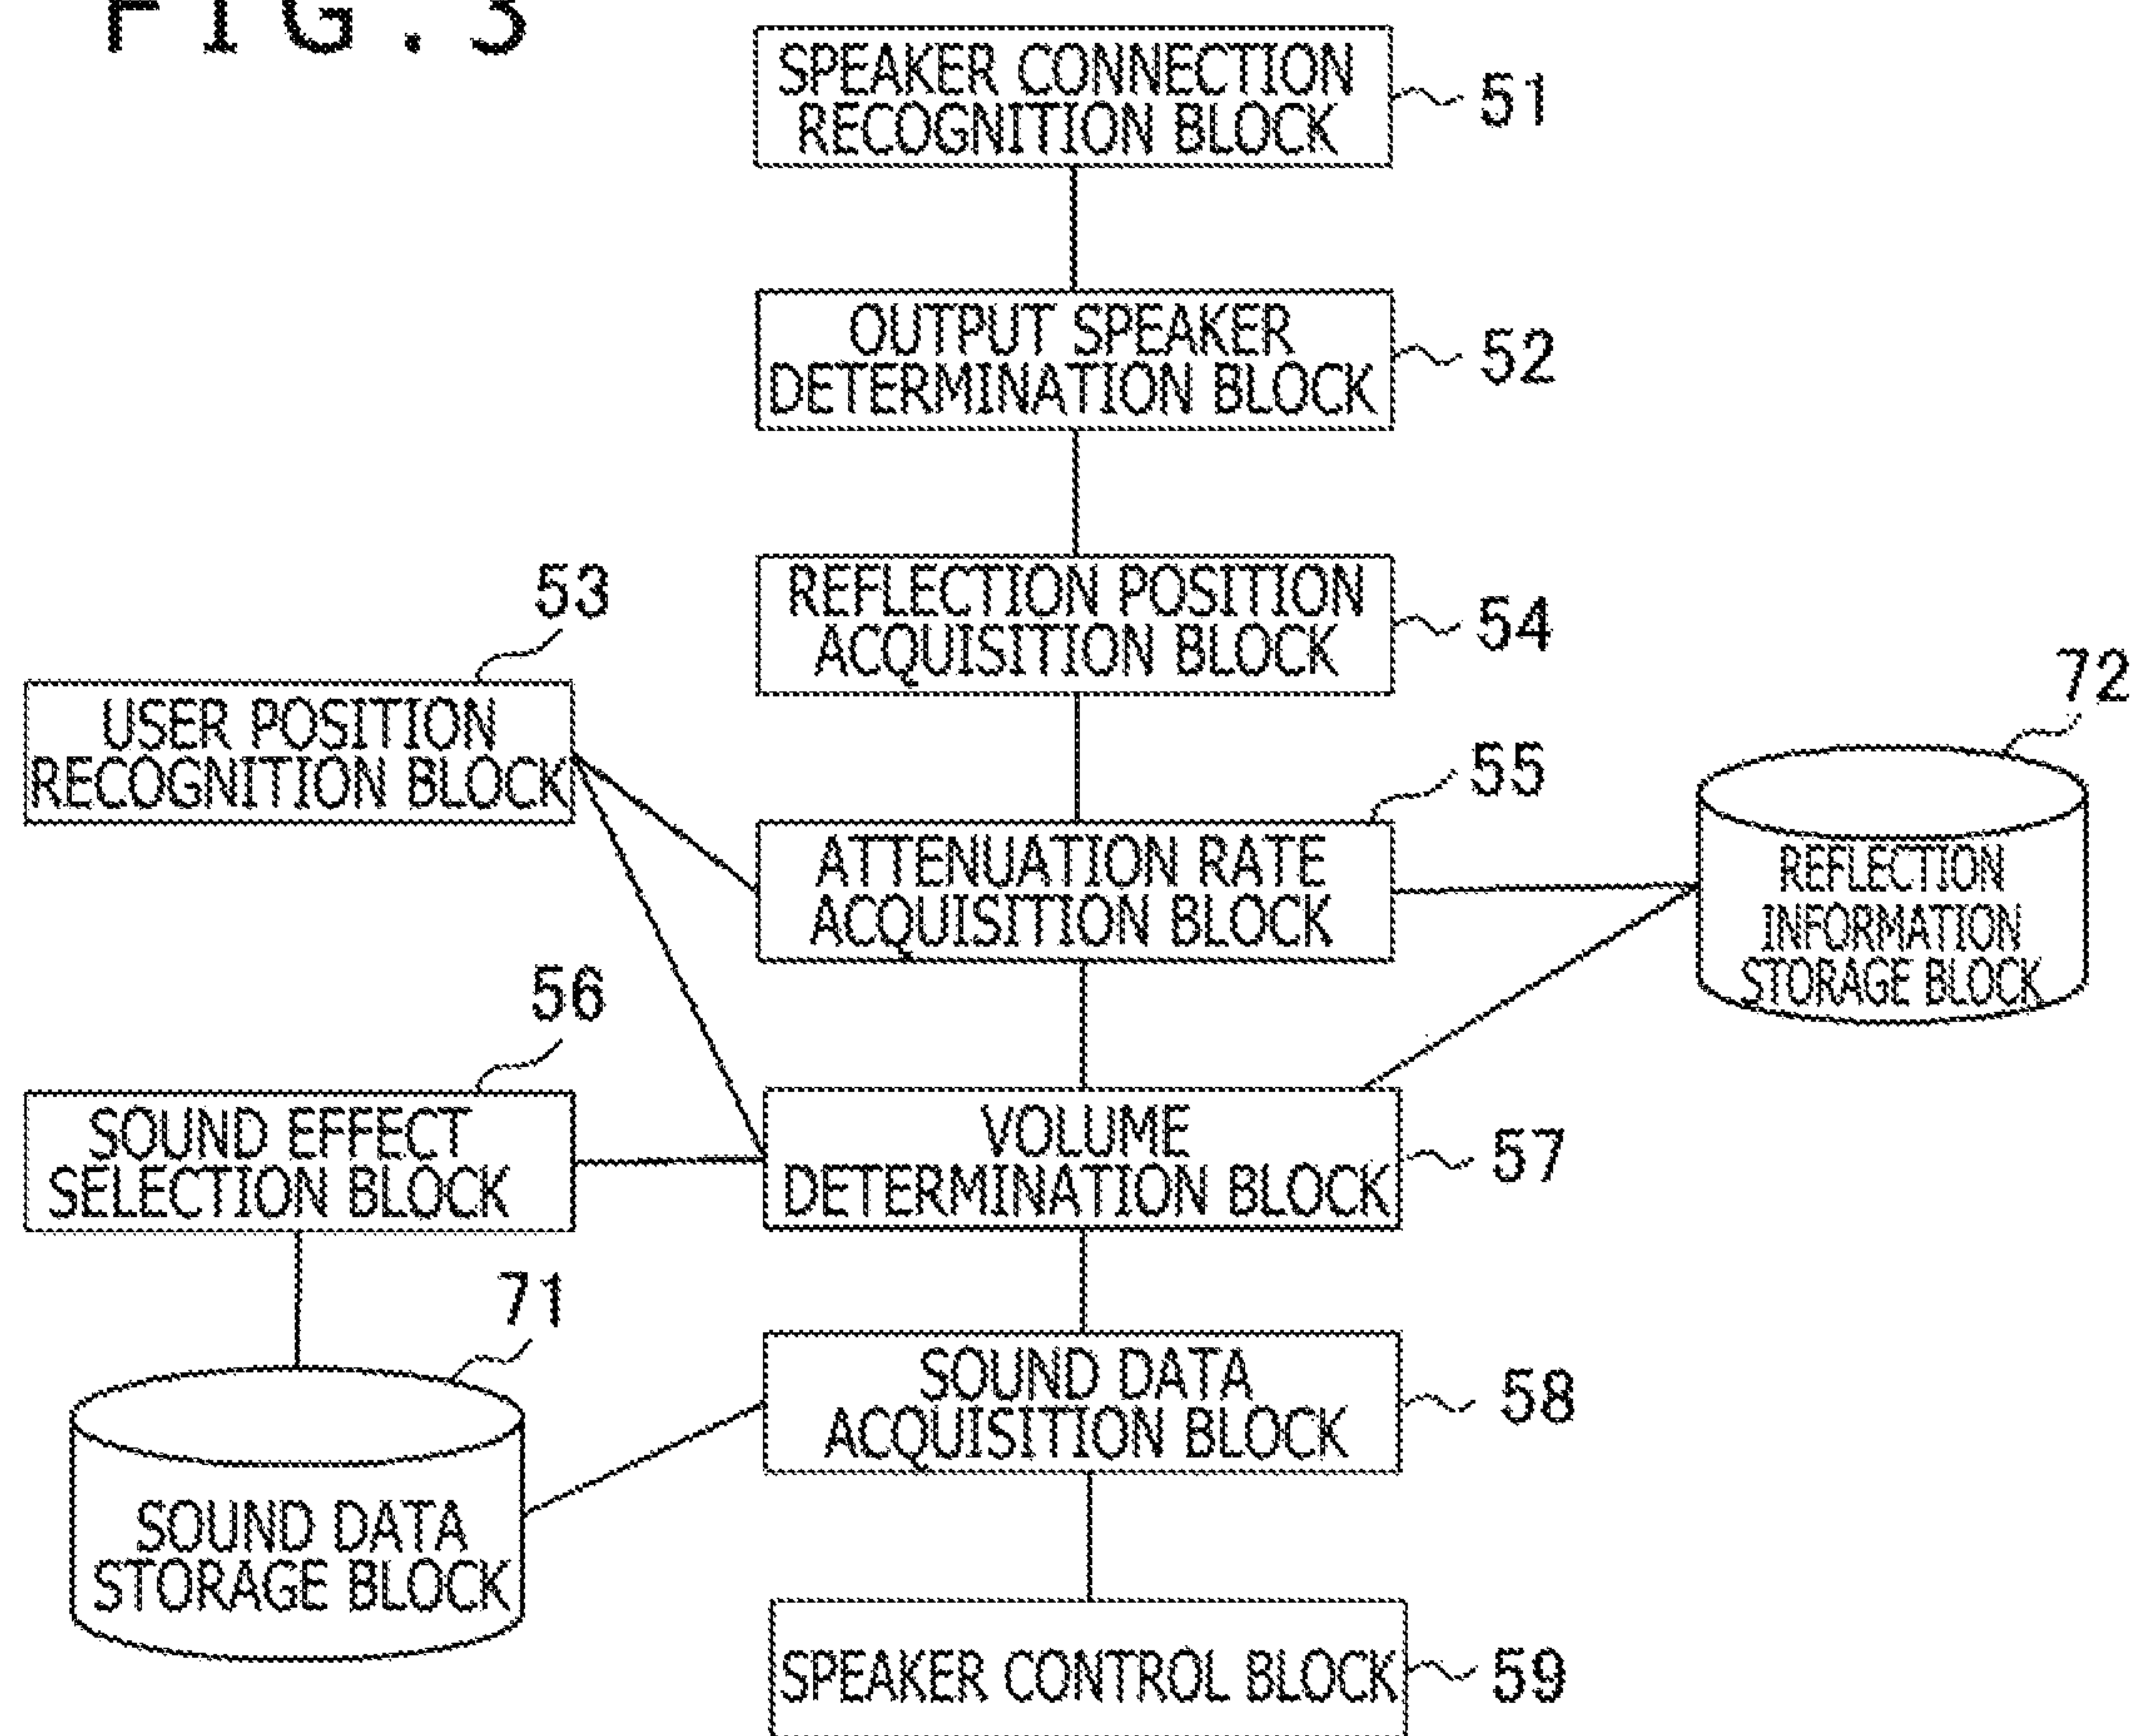 FIG.3
SPEAKER CONNECTION
RECOGNITION BLOCK
51
OUTPUT SPEAKER
DETERMINATION BLOCK
52
53
REFLECTION POSITION
ACQUISITION BLOCK
54
USER POSITION
RECOGNITION BLOCK
72
55
ATTENUATION RATE
ACQUISITION BLOCK
REFLECTION
INFORMATION
STORAGE BLOCK
56
SOUND EFFECT
SELECTION BLOCK
VOLUME
DETERMINATION BLOCK
57
71
SOUND DATA
ACQUISITION BLOCK
58
SOUND DATA
STORAGE BLOCK
SPEAKER CONTROL BLOCK
59